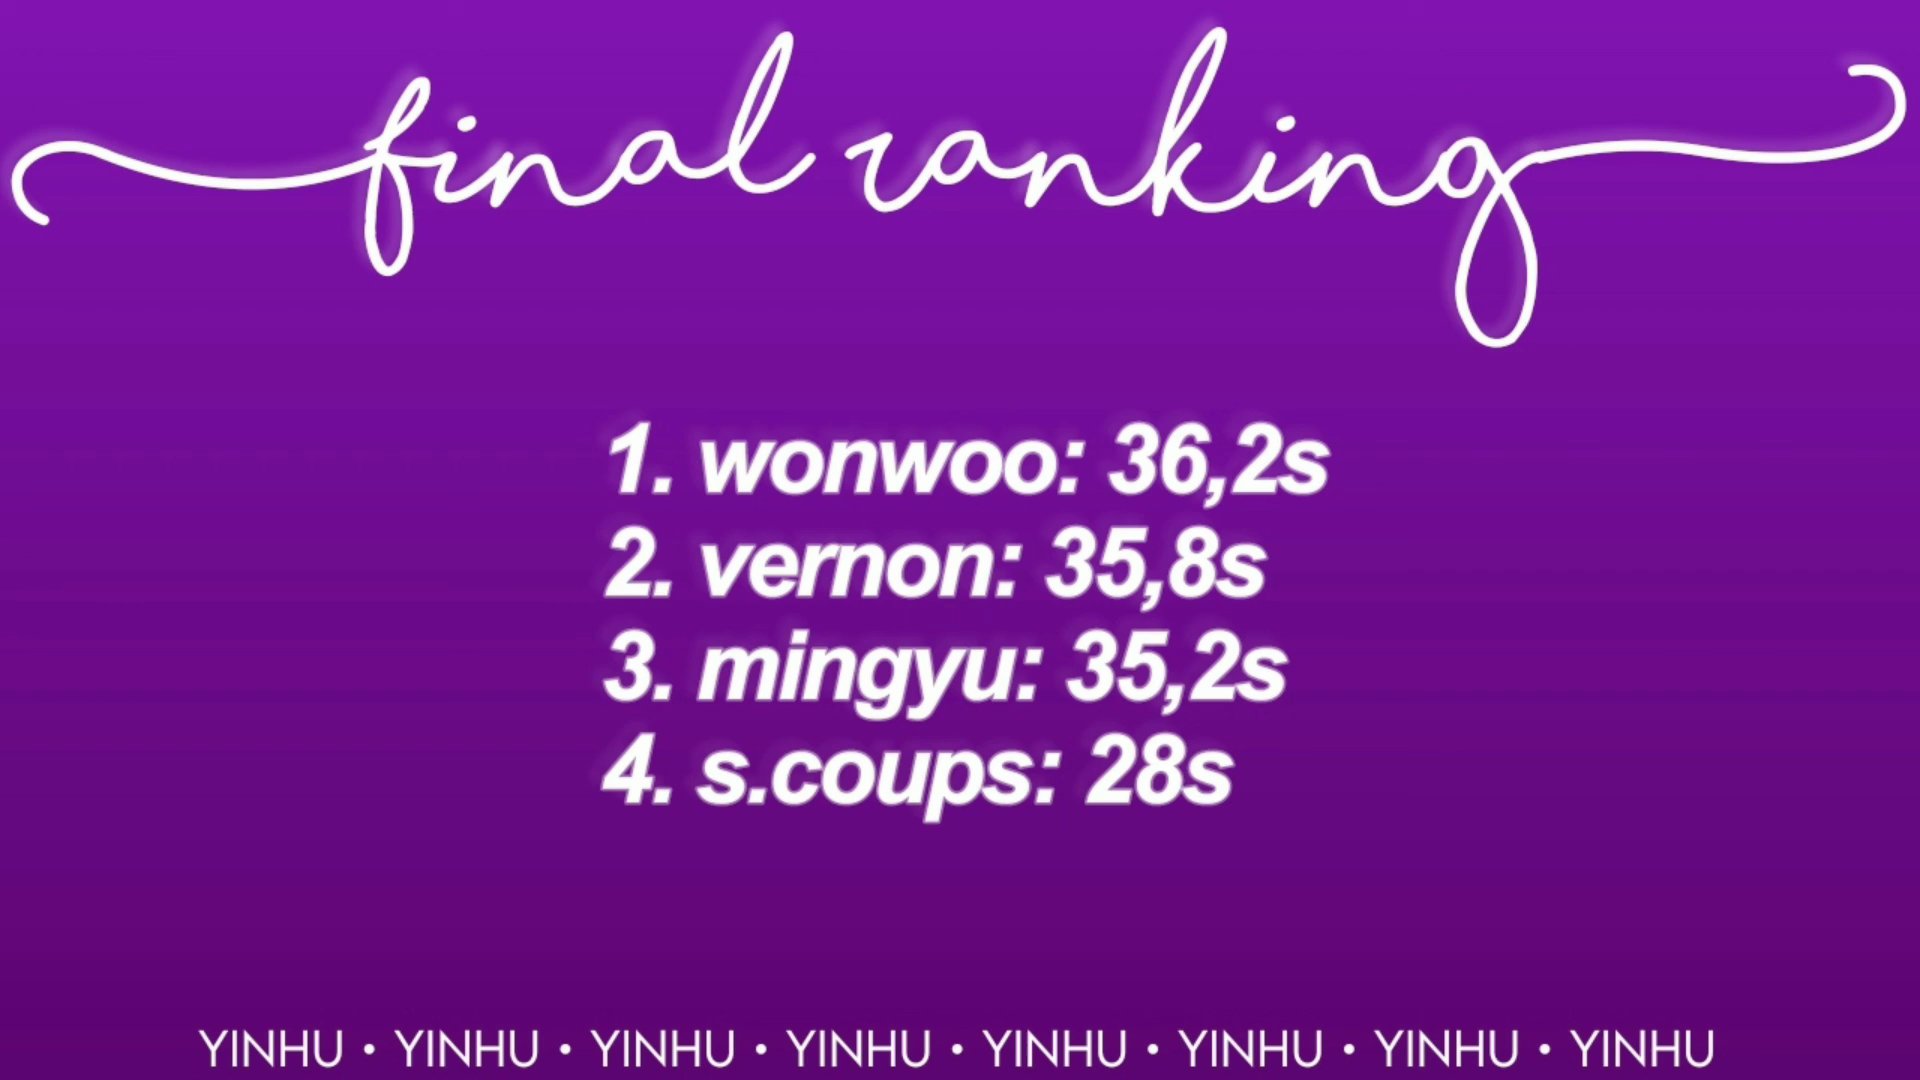 final ranking
1. wonwoo: 36,2s
2. vernon: 35,8s
3. mingyu: 35,2s
4. s.coups: 28s
YINHU • YINHU • YINHU • YINHU • YINHU • YINHU • YINHU • YINHU